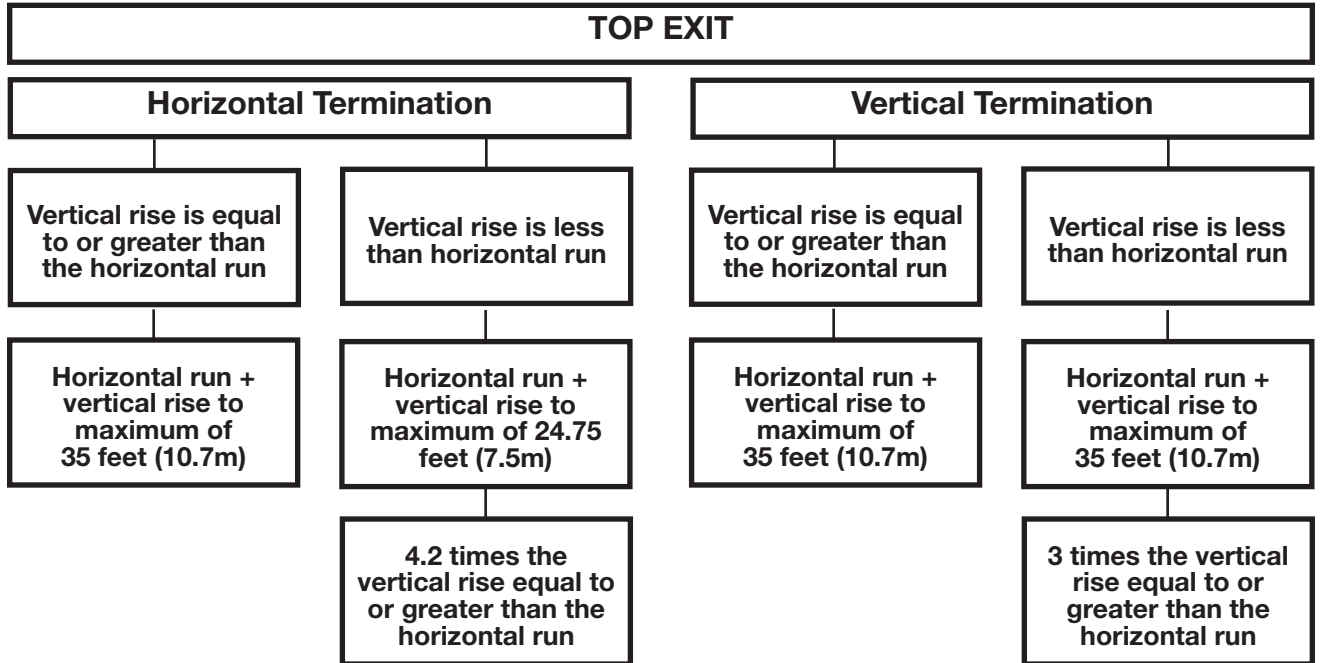 TOP EXIT
Horizontal Termination
Vertical rise is equal
to or greater than
the horizontal run
Horizontal run +
vertical rise to
maximum of
35 feet (10.7m)
Vertical rise is less
than horizontal run
Horizontal run +
vertical rise to
maximum of 24.75
feet (7.5m)
4.2 times the
vertical rise equal to
or greater than the
horizontal run
Vertical Termination
Vertical rise is equal
to or greater than
the horizontal run
Horizontal run +
vertical rise to
maximum of
35 feet (10.7m)
Vertical rise is less
than horizontal run
Horizontal run +
vertical rise to
maximum of
35 feet (10.7m)
3 times the vertical
rise equal to or
greater than the
horizontal run